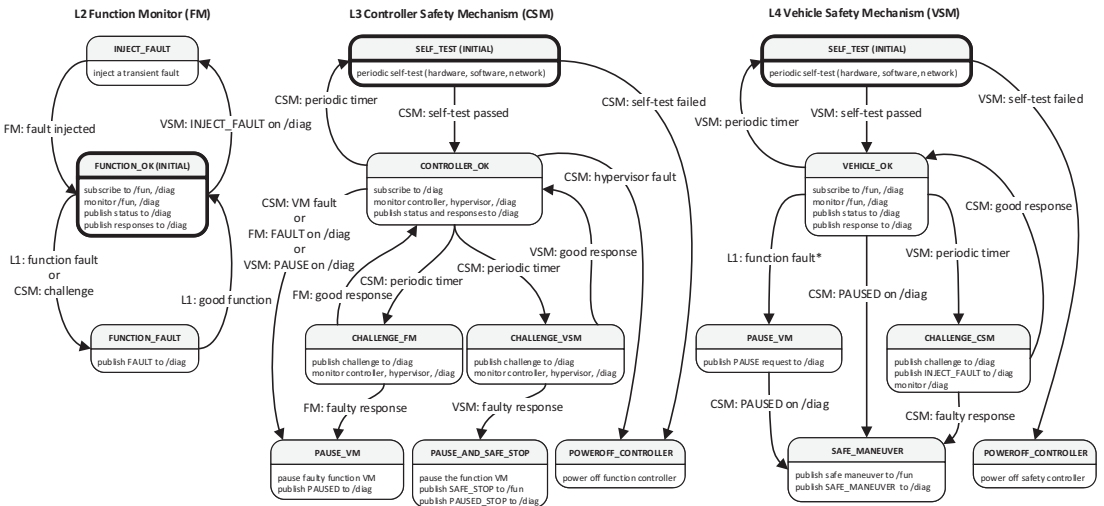 L2 Function Monitor (FM)
INJECT_FAULT
inject a transient fault
FM: fault injected
VSM: INJECT_FAULT on /diag
FUNCTION_OK (INITIAL)
subscribe to /fun, /diag
monitor /fun, /diag
publish status to /diag
publish responses to /diag
L1: function fault
or
CSM: challenge
L1: good function
FUNCTION_FAULT
publish FAULT to /diag
L3 Controller Safety Mechanism (CSM)
SELF_TEST (INITIAL)
periodic self-test (hardware, software, network)
CSM: periodic timer
CSM: self-test passed
CSM: self-test failed
CONTROLLER_OK
subscribe to /diag
monitor controller, hypervisor, /diag
publish status and responses to /diag
CSM: hypervisor fault
CSM: VM fault
or
FM: FAULT on /diag
or
VSM: PAUSE on /diag
FM: good response
CSM: periodic timer
CSM: periodic timer
VSM: good response
CHALLENGE_FM
publish challenge to /diag
monitor controller, hypervisor, /diag
CHALLENGE_VSM
publish challenge to /diag
monitor controller, hypervisor, /diag
FM: faulty response
VSM: faulty response
PAUSE_VM
pause faulty function VM
publish PAUSED to /diag
PAUSE_AND_SAFE_STOP
pause the function VM
publish SAFE_STOP to /fun
publish PAUSED_STOP to /diag
POWEROFF_CONTROLLER
power off function controller
L4 Vehicle Safety Mechanism (VSM)
SELF_TEST (INITIAL)
periodic self-test (hardware, software, network)
VSM: periodic timer
VSM: self-test passed
VSM: self-test failed
VEHICLE_OK
subscribe to /fun, /diag
monitor /fun, /diag
publish status to /diag
publish response to /diag
CSM: good response
L1: function fault*
VSM: periodic timer
CSM: PAUSED on /diag
PAUSE_VM
publish PAUSE request to /diag
CHALLENGE_CSM
publish challenge to /diag
publish INJECT_FAULT to /diag
monitor /diag
CSM: PAUSED on /diag
CSM: faulty response
SAFE_MANEUVER
publish safe maneuver to /fun
publish SAFE_MANEUVER to /diag
POWEROFF_CONTROLLER
power off safety controller